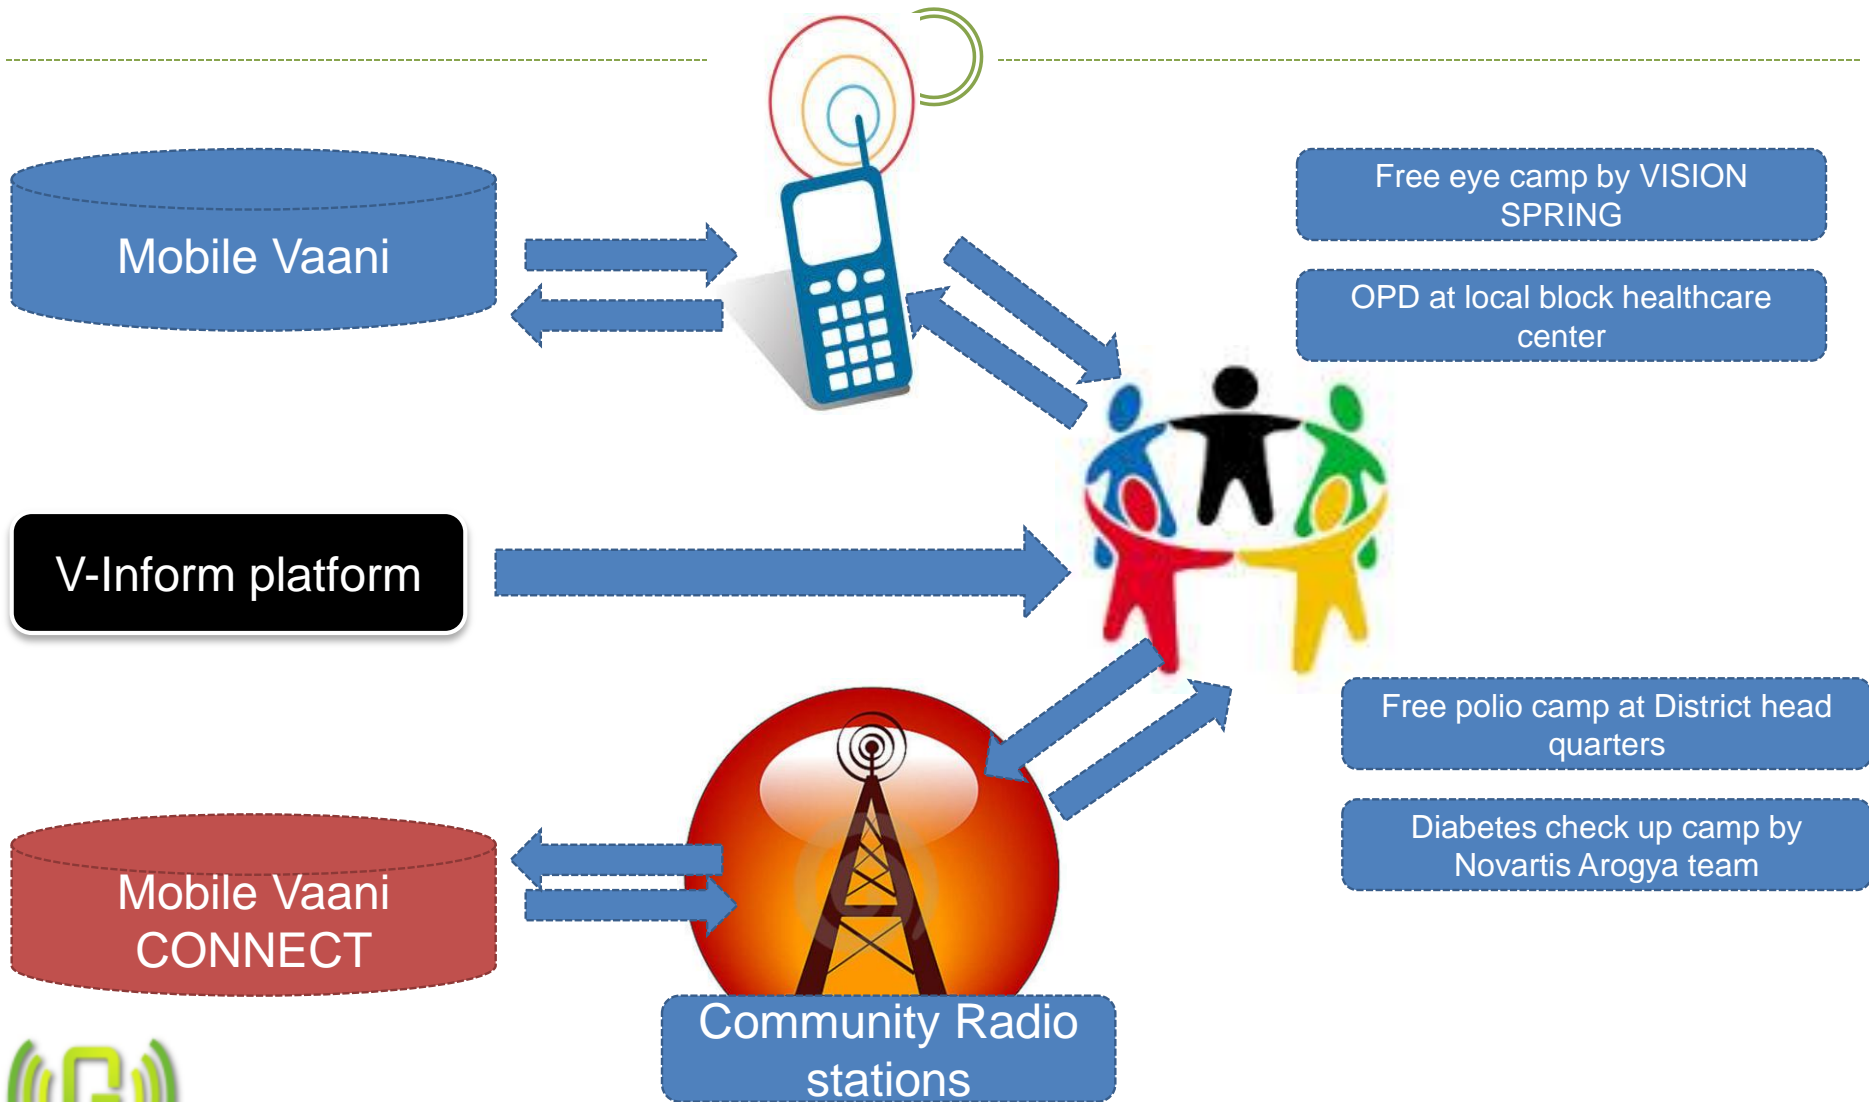 Free eye camp by VISION
SPRING
Mobile Vaani
OPD at local block healthcare
center
V-Inform platform
Free polio camp at District head
quarters
Diabetes check up camp by
Novartis Arogya team
Mobile Vaani
CONNECT
Community Radio
stations